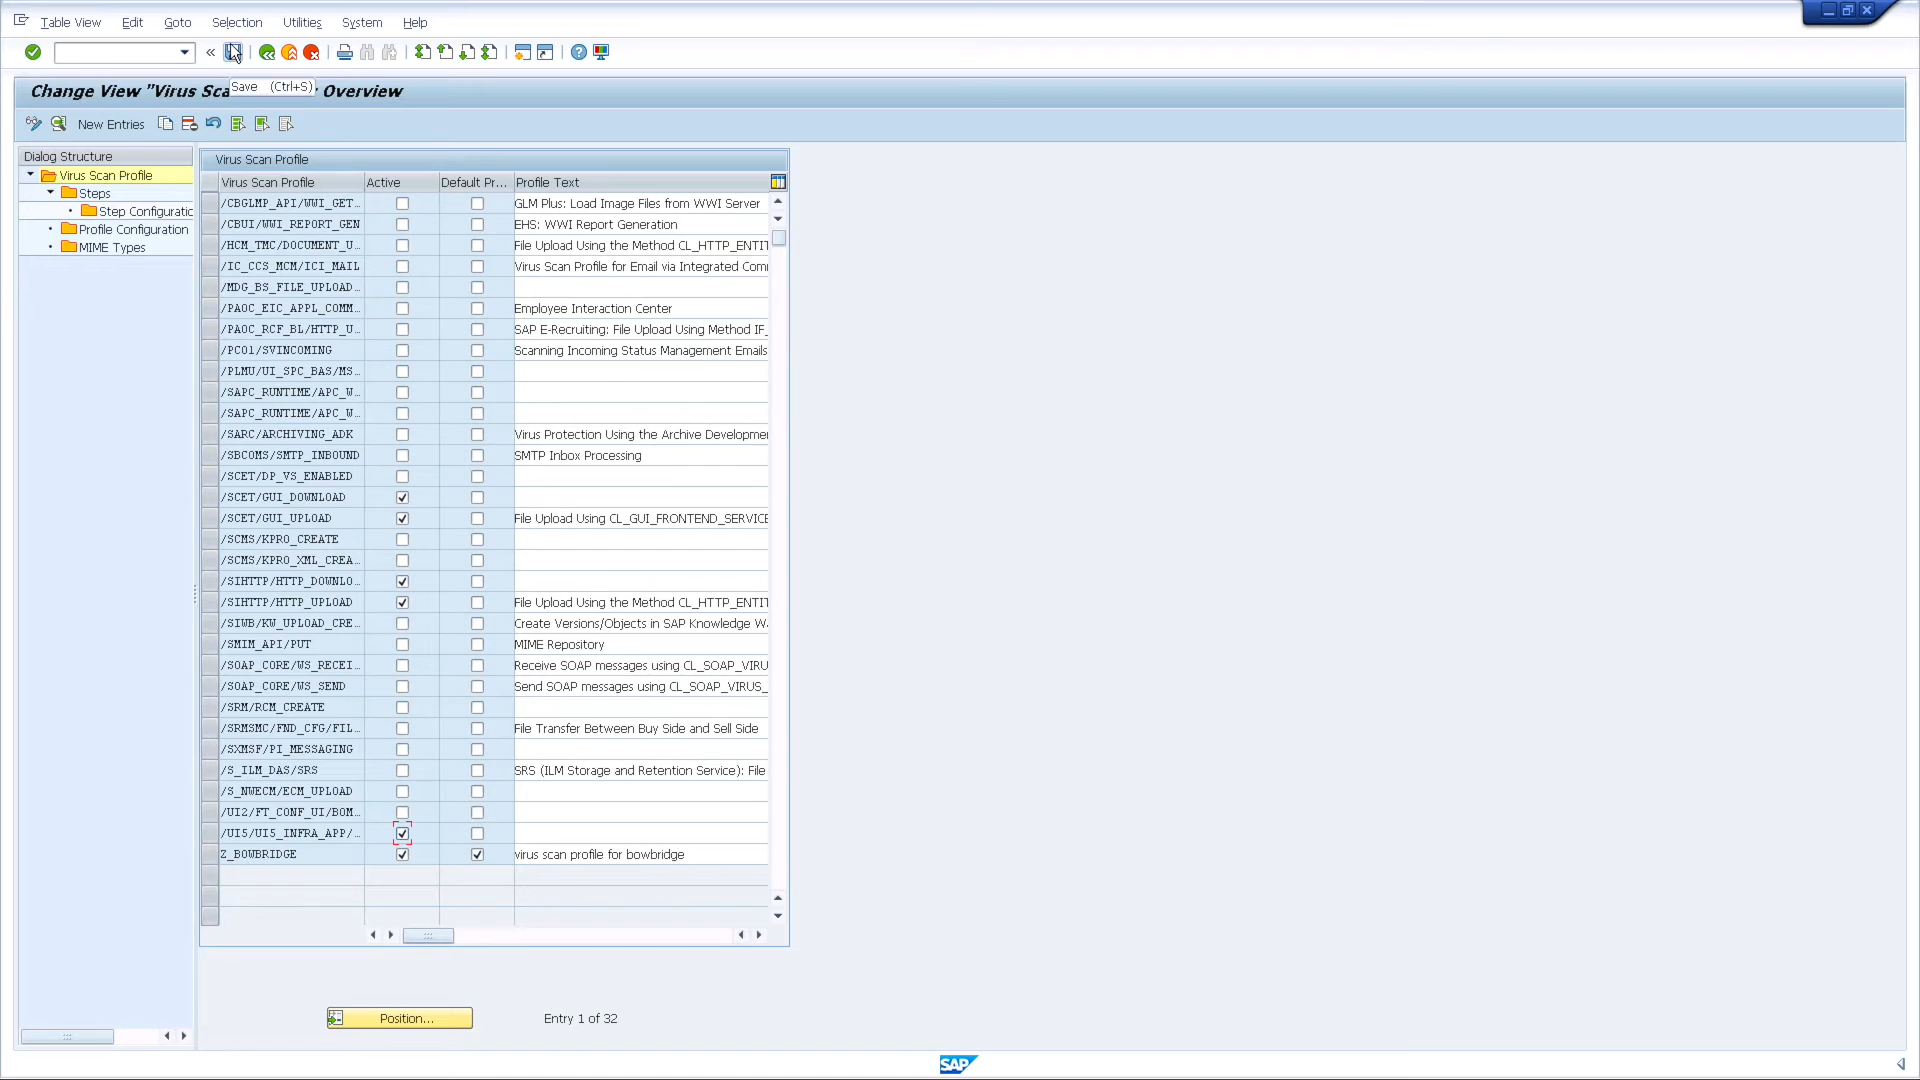 Table View Edit Goto Selection Utilities System Help
Save (Ctrl+S)
Change View "Virus Sca Overview
New Entries
Dialog Structure
Virus Scan Profile
Steps
Step Configuratic
Profile Configuration
MIME Types
Virus Scan Profile
Virus Scan Profile Active Default Pr... Profile Text
/CBGLMP_API/WWI_GET... GLM Plus: Load Image Files from WWI Server
/CBUI/WWI_REPORT_GEN EHS: WWI Report Generation
/HCM_TMC/DOCUMENT_U... File Upload Using the Method CL_HTTP_ENTIT
/IC_CCS_MCM/ICI_MAIL Virus Scan Profile for Email via Integrated Com
/MDG_BS_FILE_UPLOAD...
/PAOC_EIC_APPL_COMM... Employee Interaction Center
/PAOC_RCF_BL/HTTP_U... SAP E-Recruiting: File Upload Using Method IF_
/PCO1/SVINCOMING Scanning Incoming Status Management Emails
/PLMU/UI_SPC_BAS/MS...
/SAPC_RUNTIME/APC_W...
/SAPC_RUNTIME/APC_W...
/SARC/ARCHIVING_ADK Virus Protection Using the Archive Developme
/SBCOMS/SMTP_INBOUND SMTP Inbox Processing
/SCET/DP_VS_ENABLED
/SCET/GUI_DOWNLOAD
/SCET/GUI_UPLOAD File Upload Using CL_GUI_FRONTEND_SERVICE
/SCMS/KPRO_CREATE
/SCMS/KPRO_XML_CREA...
/SIHTTP/HTTP_DOWNLO...
/SIHTTP/HTTP_UPLOAD File Upload Using the Method CL_HTTP_ENTIT
/SIWB/KW_UPLOAD_CRE... Create Versions/Objects in SAP Knowledge W
/SMIM_API/PUT MIME Repository
/SOAP_CORE/WS_RECEI... Receive SOAP messages using CL_SOAP_VIRU
/SOAP_CORE/WS_SEND Send SOAP messages using CL_SOAP_VIRUS_
/SRM/RCM_CREATE
/SRMSMC/FND_CFG/FIL... File Transfer Between Buy Side and Sell Side
/SXMSF/PI_MESSAGING
/S_ILM_DAS/SRS SRS (ILM Storage and Retention Service): File
/S_NWECM/ECM_UPLOAD
/UI2/FT_CONF_UI/BOM...
/UI5/UI5_INFRA_APP/...
Z_BOWBRIDGE virus scan profile for bowbridge
Position... Entry 1 of 32
SAP